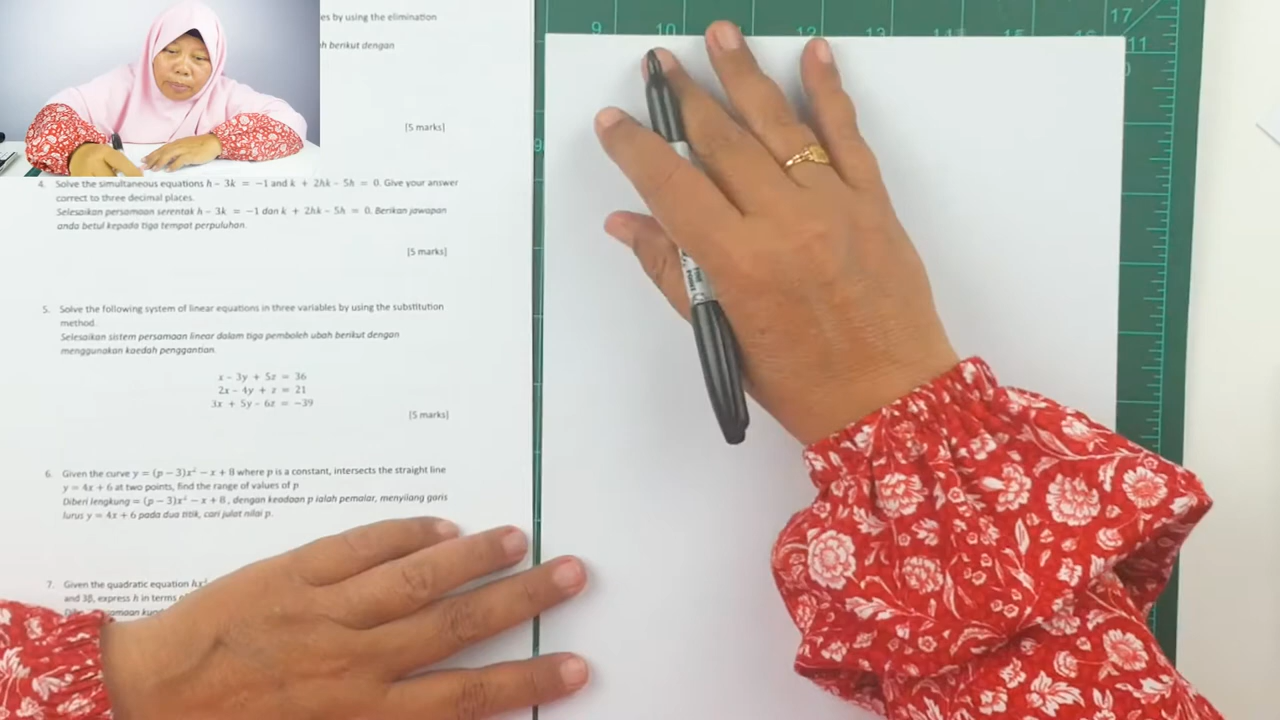 es by using the elimination
h berikut dengan
[5 marks]
4. Solve the simultaneous equations h – 3k = –1 and k + 2hk – 5h = 0. Give your answer
correct to three decimal places.
Selesaikan persamaan serentak h – 3k = –1 dan k + 2hk – 5h = 0. Berikan jawapan
anda betul kepada tiga tempat perpuluhan.
[5 marks]
5. Solve the following system of linear equations in three variables by using the substitution
method.
Selesaikan sistem persamaan linear dalam tiga pemboleh ubah berikut dengan
menggunakan kaedah penggantian.
x – 3y + 5z = 36
2x – 4y + z = 21
3x + 5y – 6z = –39
[5 marks]
6. Given the curve y = (p – 3)x² – x + 8 where p is a constant, intersects the straight line
y = 4x + 6 at two points, find the range of values of p
Diberi lengkung = (p – 3)x² – x + 8, dengan keadaan p ialah pemalar, menyilang garis
lurus y = 4x + 6 pada dua titik, cari julat nilai p.
7. Given the quadratic equation hx²
and 3β, express h in terms
9 10 12 13 14 15 16 17
11
9